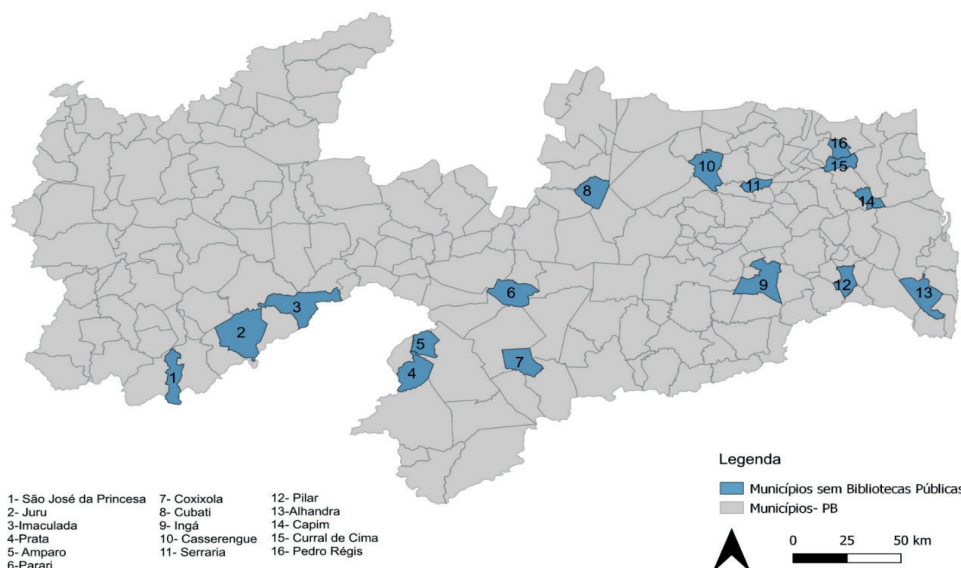 16
15
10
11
8
14
6
9
12
13
3
2
5
4
7
1
1- São José da Princesa
2- Juru
3-Imaculada
4-Prata
5- Amparo
6-Parari
7- Coxixola
8- Cubati
9- Ingá
10- Casserengue
11- Serraria
12- Pilar
13-Alhandra
14- Capim
15- Curral de Cima
16- Pedro Régis
Legenda
Municípios sem Bibliotecas Públicas
Municípios- PB
0 25 50 km